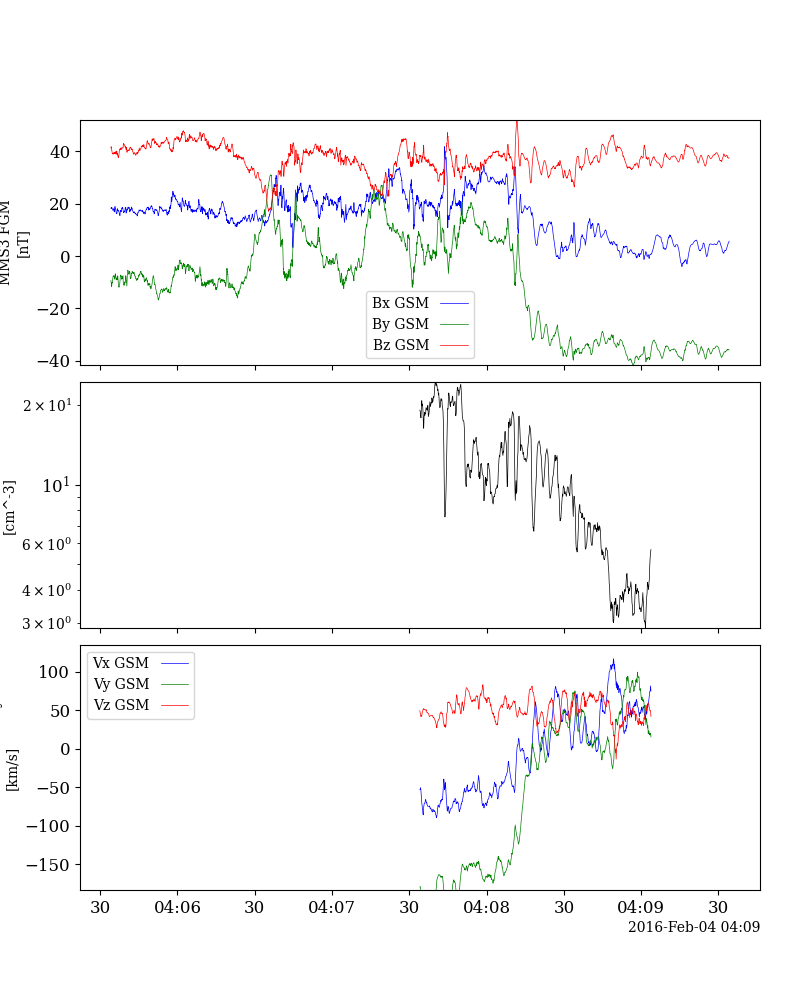 MMS3 FGM
[nT]
40
20
0
−20
−40
Bx GSM
By GSM
Bz GSM
[cm^-3]
2×10¹
10¹
6×10⁰
4×10⁰
3×10⁰
[km/s]
100
50
0
−50
−100
−150
Vx GSM
Vy GSM
Vz GSM
30 04:06 30 04:07 30 04:08 30 04:09 30
2016-Feb-04 04:09